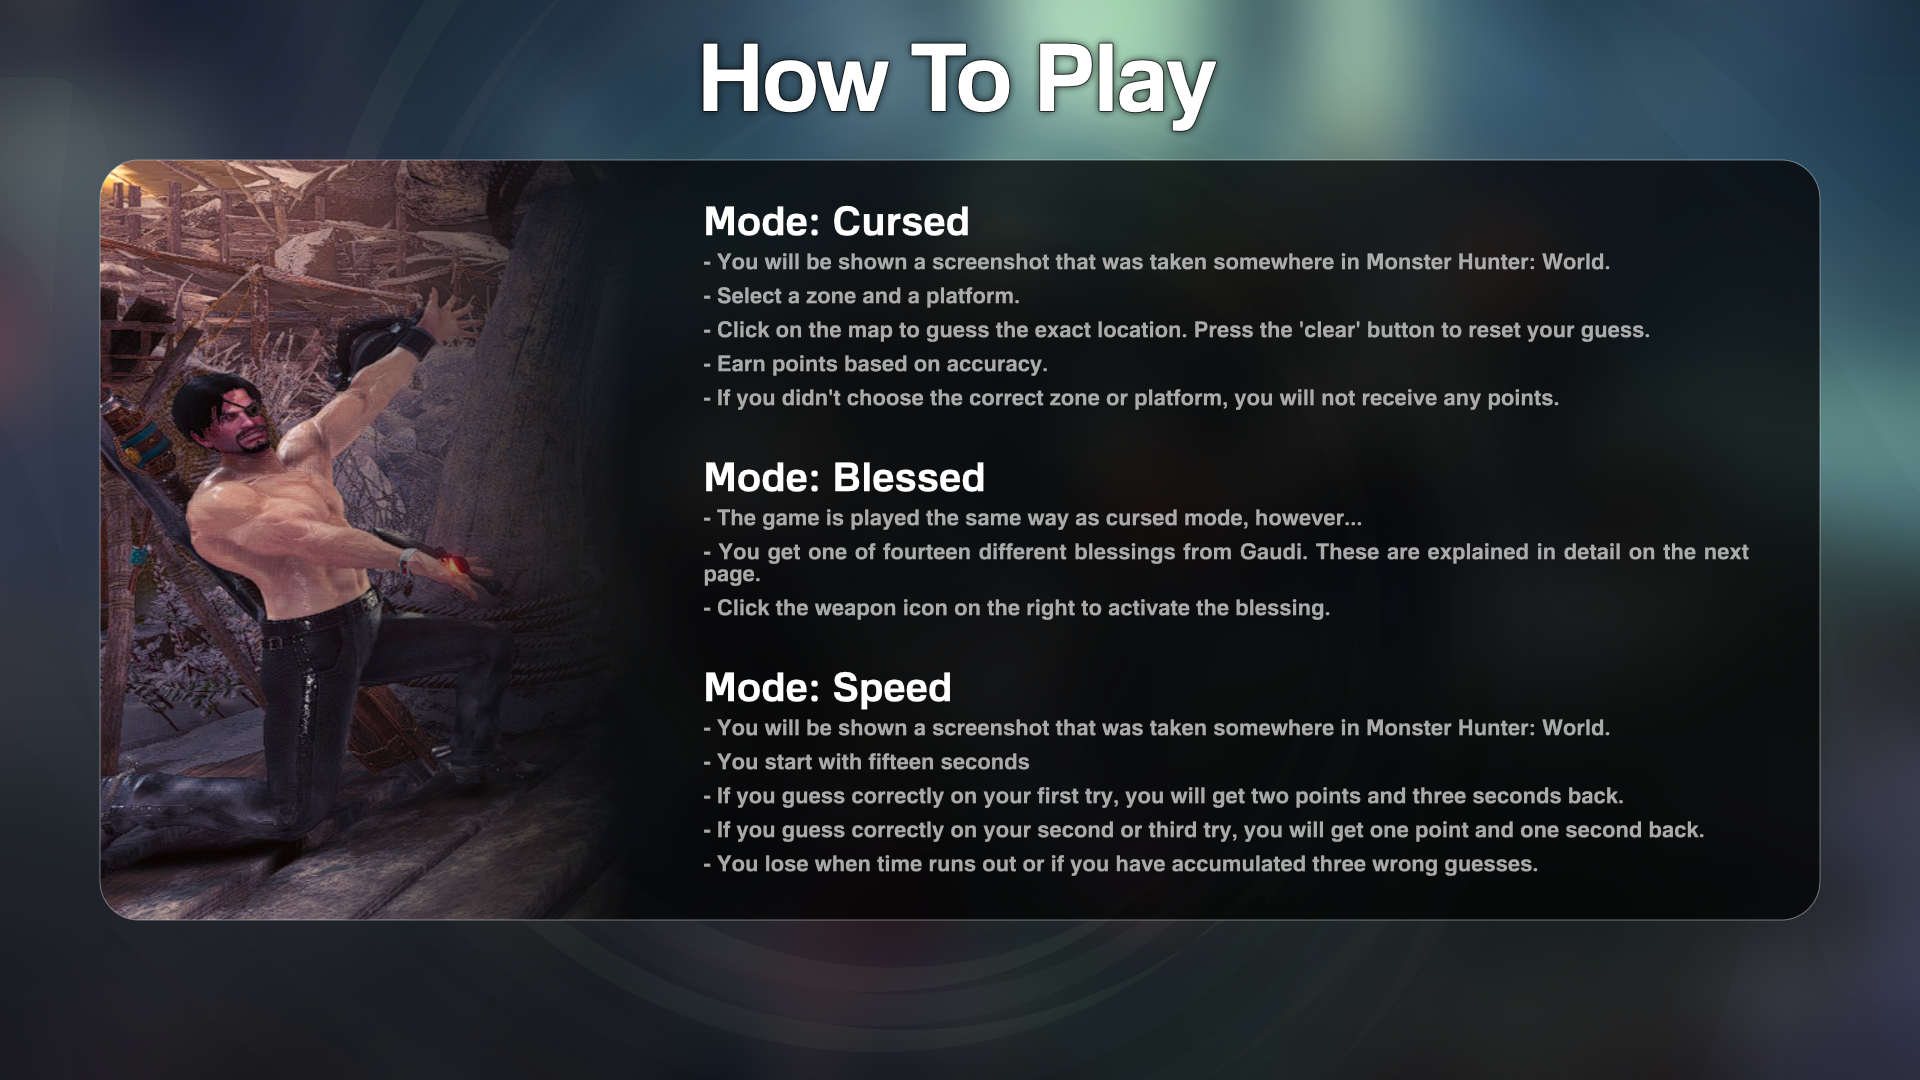 How To Play
Mode: Cursed
- You will be shown a screenshot that was taken somewhere in Monster Hunter: World.
- Select a zone and a platform.
- Click on the map to guess the exact location. Press the 'clear' button to reset your guess.
- Earn points based on accuracy.
- If you didn't choose the correct zone or platform, you will not receive any points.
Mode: Blessed
- The game is played the same way as cursed mode, however...
- You get one of fourteen different blessings from Gaudi. These are explained in detail on the next
page.
- Click the weapon icon on the right to activate the blessing.
Mode: Speed
- You will be shown a screenshot that was taken somewhere in Monster Hunter: World.
- You start with fifteen seconds
- If you guess correctly on your first try, you will get two points and three seconds back.
- If you guess correctly on your second or third try, you will get one point and one second back.
- You lose when time runs out or if you have accumulated three wrong guesses.